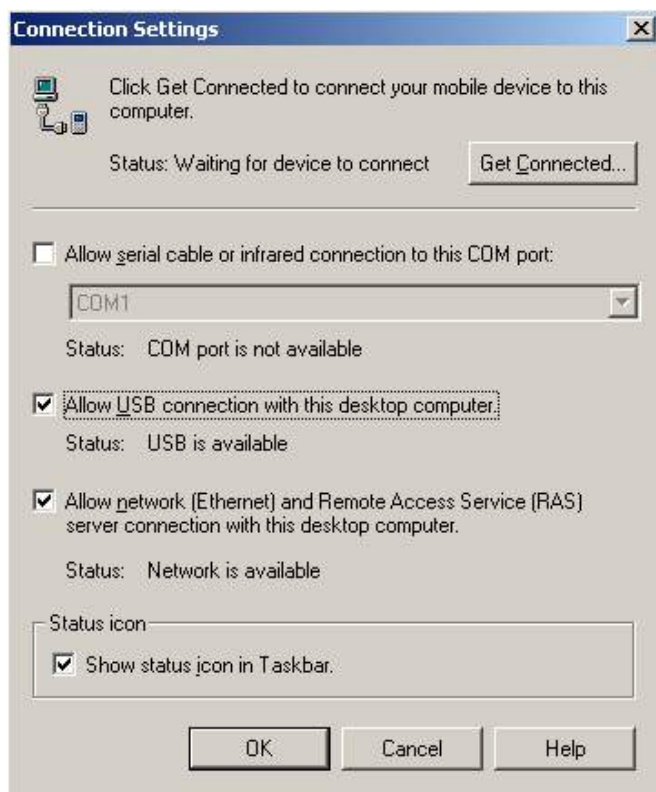 Connection Settings
Click Get Connected to connect your mobile device to this
computer.
Status: Waiting for device to connect
Get Connected...
Allow serial cable or infrared connection to this COM port:
COM1
Status: COM port is not available
Allow USB connection with this desktop computer.
Status: USB is available
Allow network (Ethernet) and Remote Access Service (RAS)
server connection with this desktop computer.
Status: Network is available
Status icon
Show status icon in Taskbar.
OK
Cancel
Help